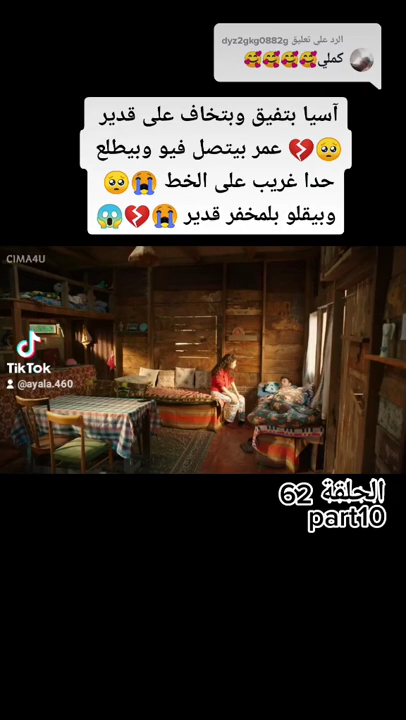 الرد على تعليق dyz2gkg0882g
كملي🥰🥰🥰🥰
آسيا بتفيق وبتخاف على قدير
🥺💔 عمر بيتصل فيو وبيطلع
حدا غريب على الخط 😭🥺
وبيقلو بلمخفر قدير 😭💔😱
CIMA4U
TikTok
@ayala.460
الحلقة 62
part10